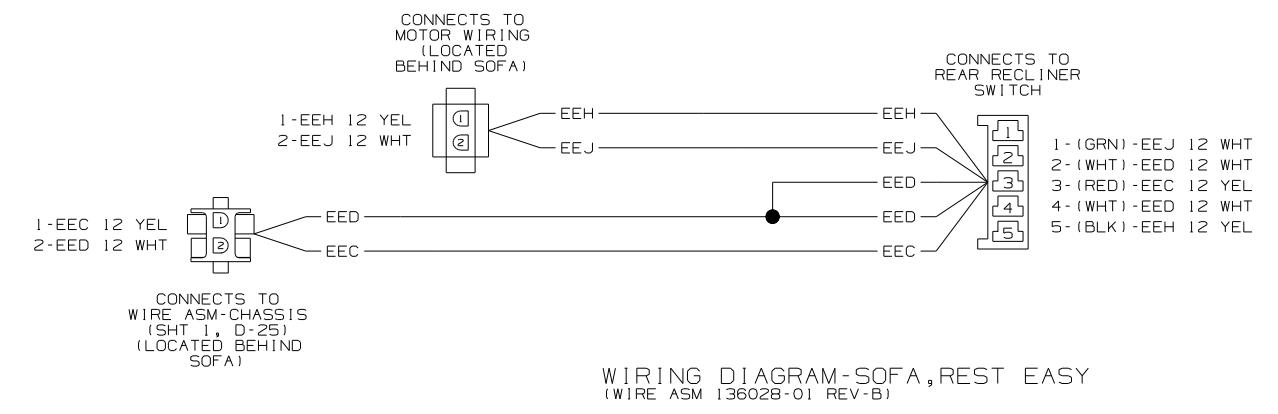 CONNECTS TO
MOTOR WIRING
(LOCATED
BEHIND SOFA)
1-EEH 12 YEL
2-EEJ 12 WHT
1
2
EEH
EEJ
EEH
EEJ
EED
EED
EEC
CONNECTS TO
REAR RECLINER
SWITCH
1
2
3
4
5
1-(GRN)-EEJ 12 WHT
2-(WHT)-EED 12 WHT
3-(RED)-EEC 12 YEL
4-(WHT)-EED 12 WHT
5-(BLK)-EEH 12 YEL
1-EEC 12 YEL
2-EED 12 WHT
1
2
EED
EEC
CONNECTS TO
WIRE ASM-CHASSIS
(SHT 1, D-25)
(LOCATED BEHIND
SOFA)
WIRING DIAGRAM-SOFA,REST EASY
(WIRE ASM 136028-01 REV-B)